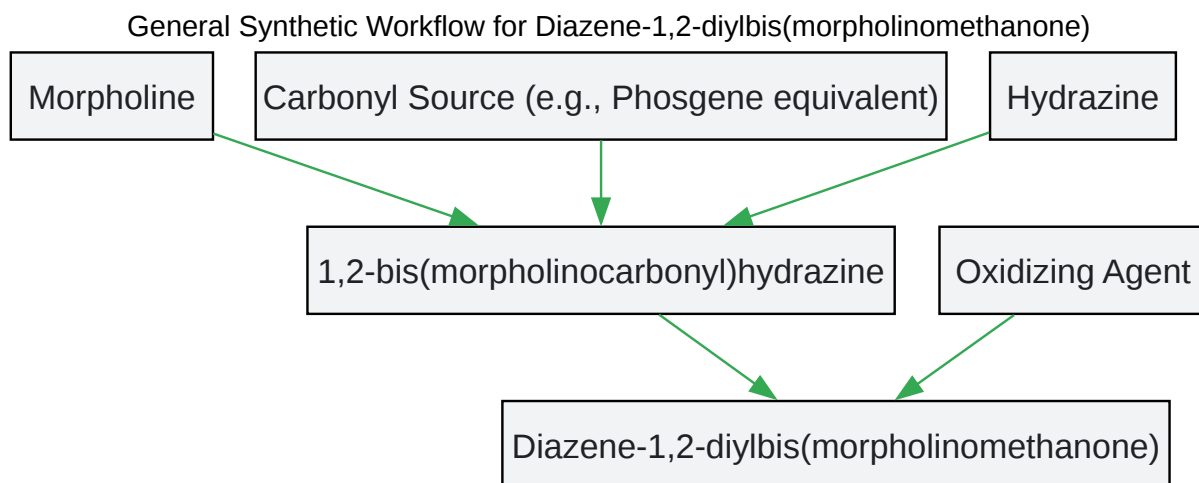 General Synthetic Workflow for Diazene-1,2-diylbis(morpholinomethanone)
Morpholine
Carbonyl Source (e.g., Phosgene equivalent)
Hydrazine
1,2-bis(morpholinocarbonyl)hydrazine
Oxidizing Agent
Diazene-1,2-diylbis(morpholinomethanone)